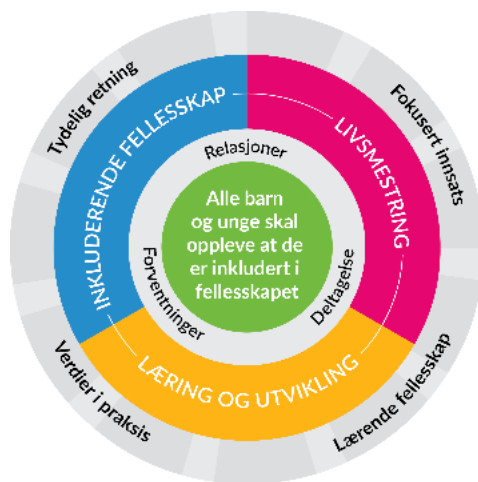 Tydelig retning
Fokusert innsats
INKLUDERENDE FELLESSKAP
LIVSMESTRING
Relasjoner
Alle barn
og unge skal
oppleve at de
er inkludert i
fellesskapet
Forventninger
Deltagelse
LÆRING OG UTVIKLING
Verdier i praksis
Lærende fellesskap